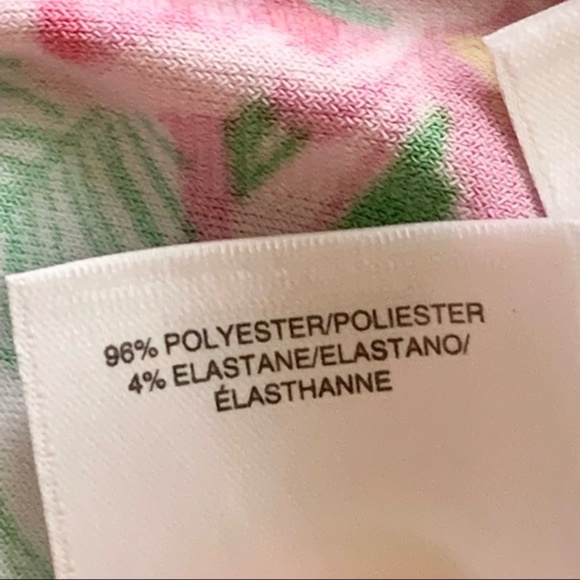 96% POLYESTER/POLIESTER
4% ELASTANE/ELASTANO/
ÉLASTHANNE